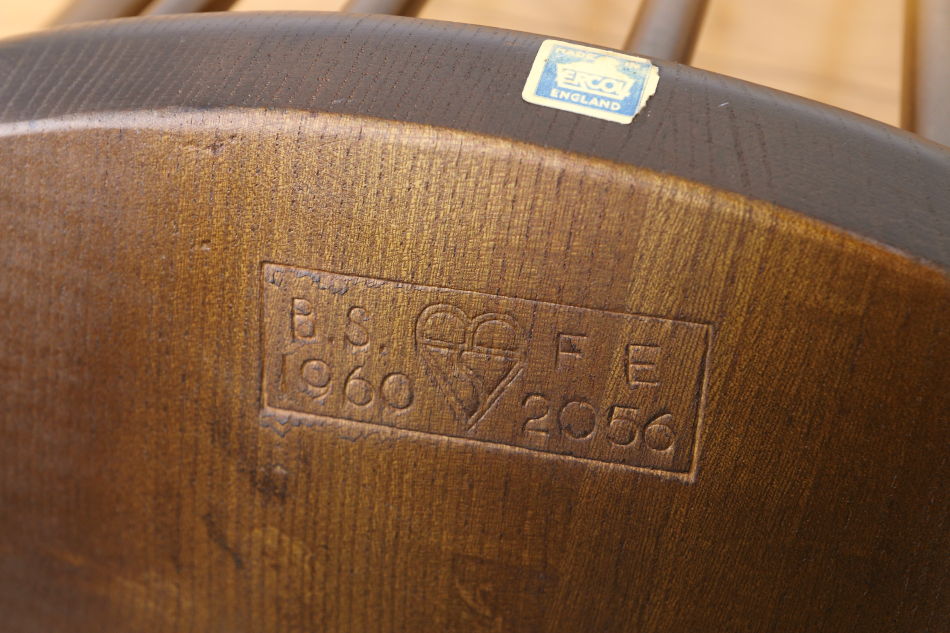 MADE IN
ERCOL
ENGLAND
B.S. F E
1960 2056